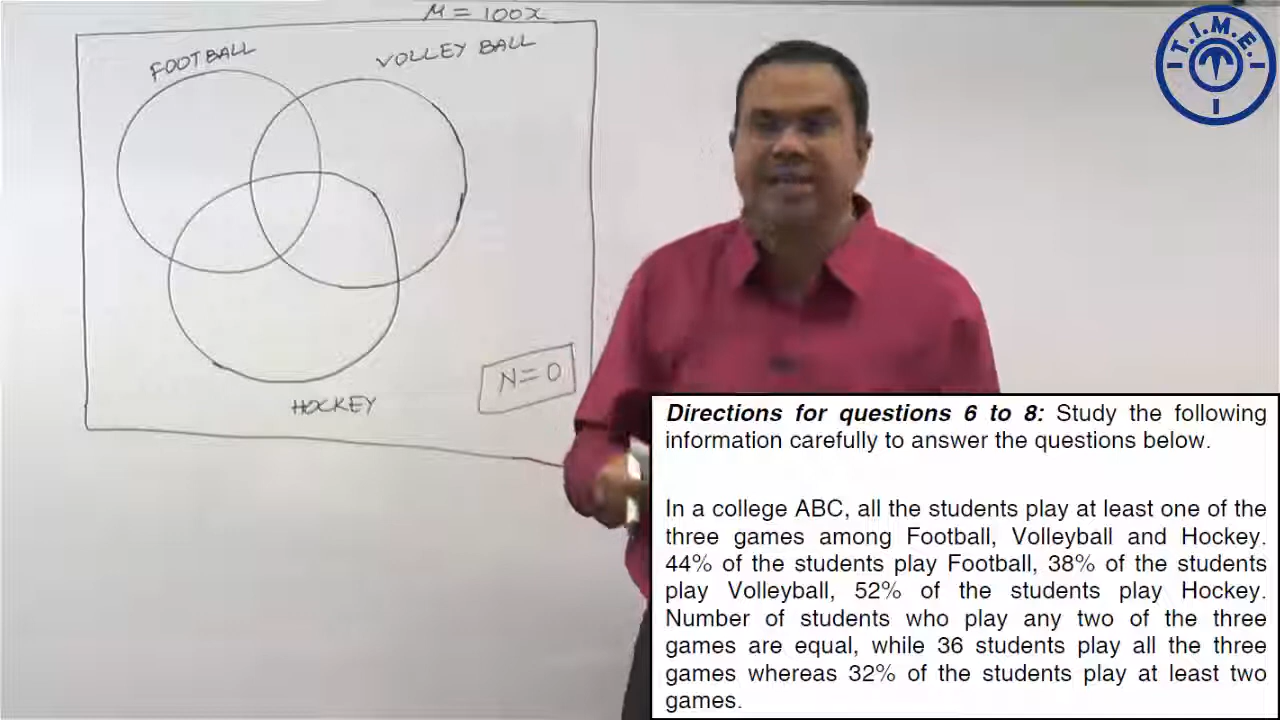 μ = 100x
FOOTBALL
VOLLEY BALL
HOCKEY
N=0
T.I.M.E.
Directions for questions 6 to 8: Study the following
information carefully to answer the questions below.
In a college ABC, all the students play at least one of the
three games among Football, Volleyball and Hockey.
44% of the students play Football, 38% of the students
play Volleyball, 52% of the students play Hockey.
Number of students who play any two of the three
games are equal, while 36 students play all the three
games whereas 32% of the students play at least two
games.